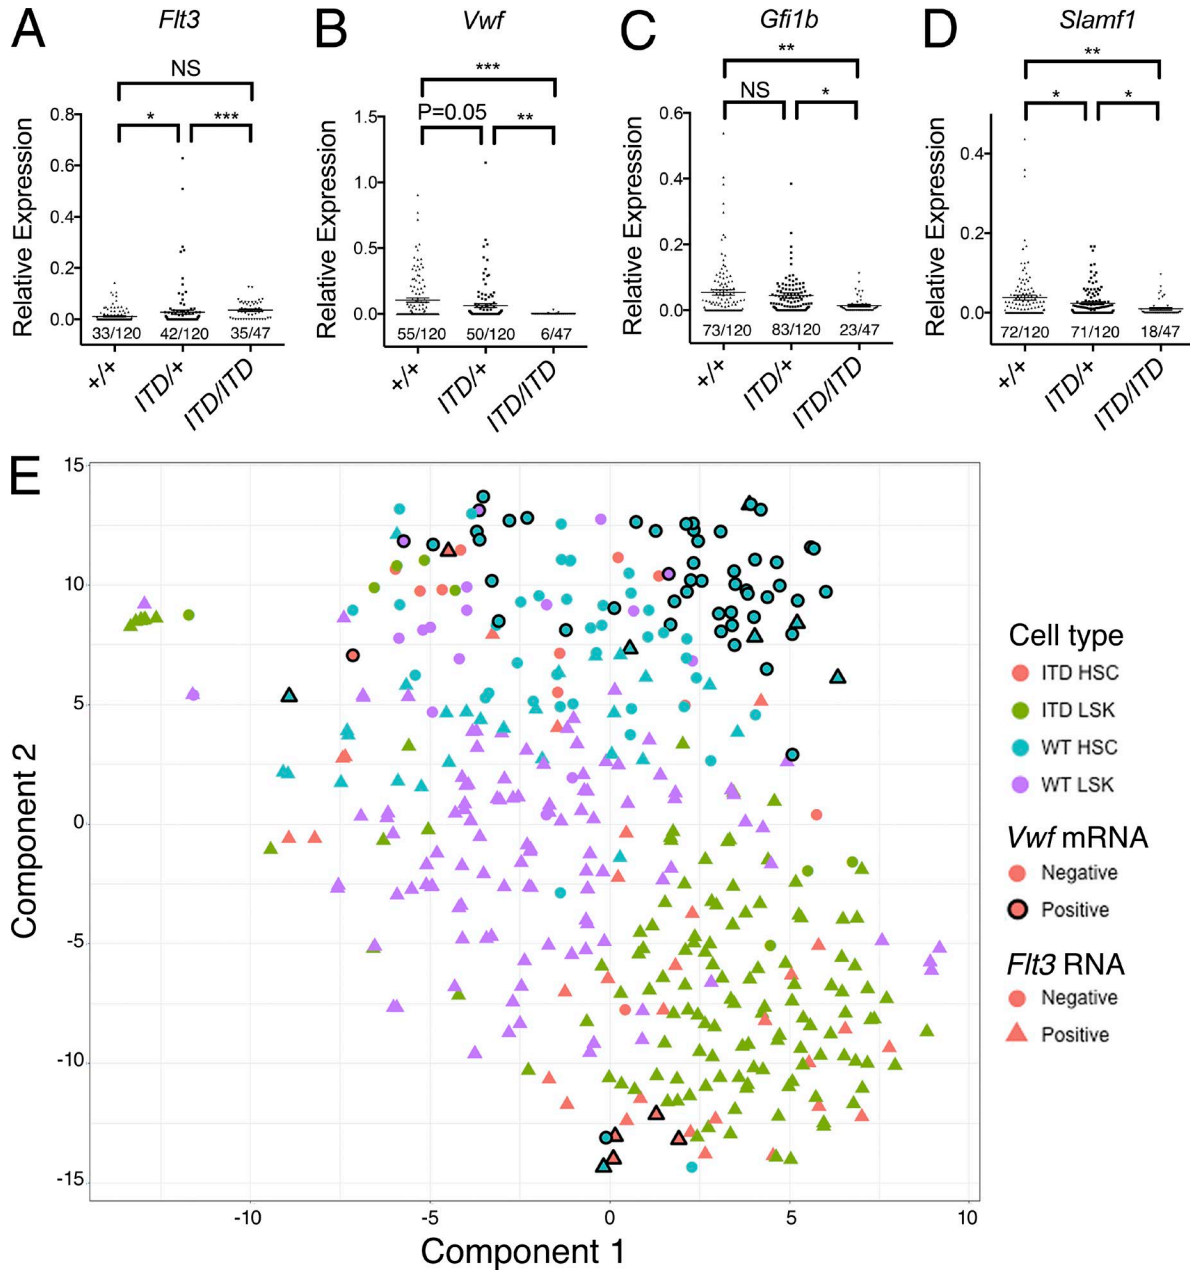 A
Flt3
NS
*
***
Relative Expression
0.8
0.6
0.4
0.2
0.0
33/120
42/120
35/47
+/+
ITD/+
ITD/ITD
B
Vwf
***
P=0.05
**
Relative Expression
1.5
1.0
0.5
0.0
55/120
50/120
6/47
+/+
ITD/+
ITD/ITD
C
Gfi1b
**
NS
*
Relative Expression
0.6
0.4
0.2
0.0
73/120
83/120
23/47
+/+
ITD/+
ITD/ITD
D
Slamf1
**
*
*
Relative Expression
0.4
0.2
0.0
72/120
71/120
18/47
+/+
ITD/+
ITD/ITD
E
Component 2
15
10
5
0
-5
-10
-15
-10
-5
0
5
10
Component 1
Cell type
ITD HSC
ITD LSK
WT HSC
WT LSK
Vwf mRNA
Negative
Positive
Flt3 RNA
Negative
Positive